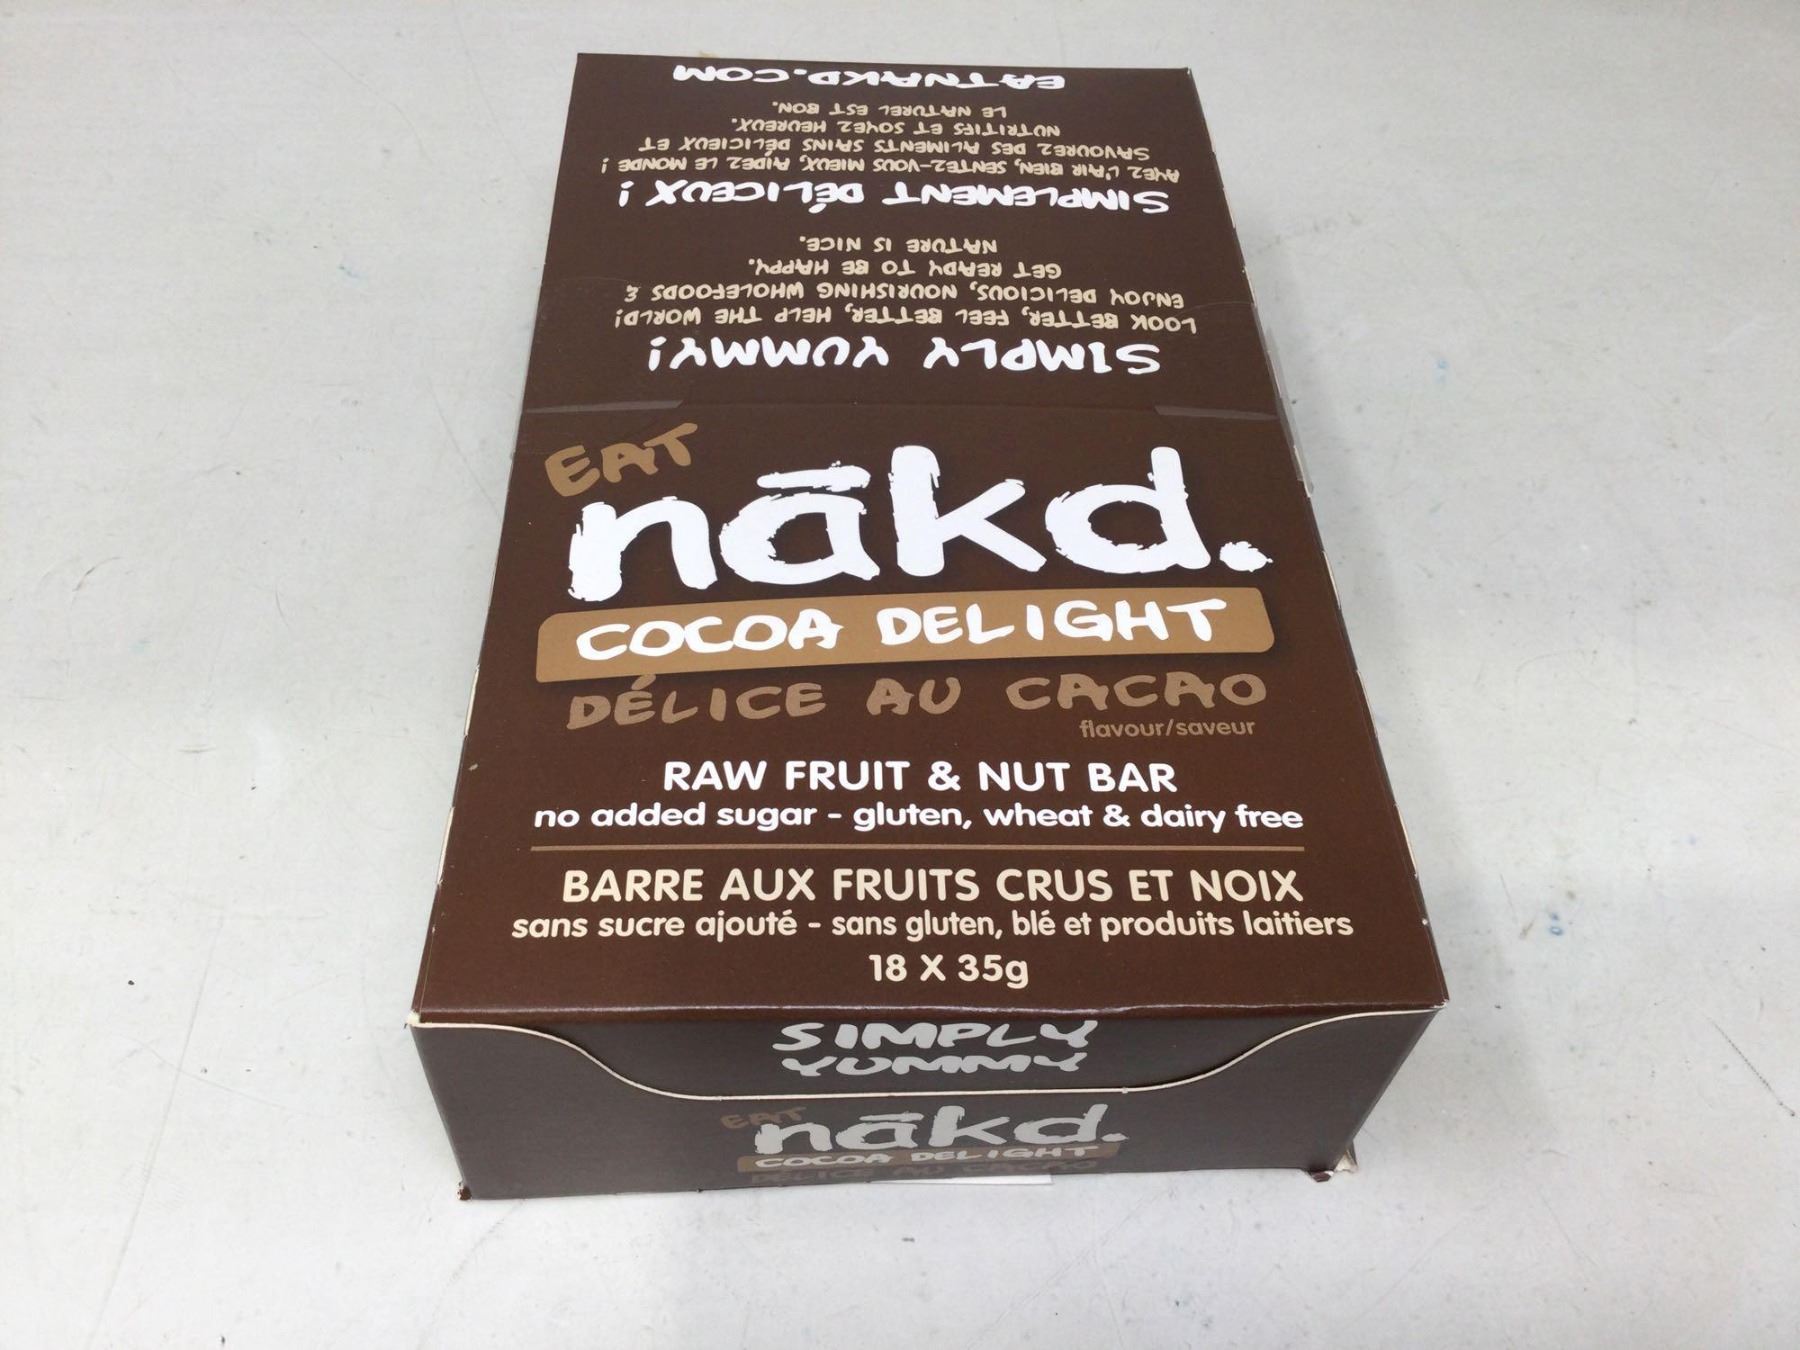 EATNAKD.COM
LE NATUREL EST BON.
NUTRITIFS ET SOYEZ HEUREUX.
SAVOUREZ DES ALIMENTS SAINS DÉLICIEUX ET
AYEZ L'AIR BIEN, SENTEZ-VOUS MIEUX, AIDEZ LE MONDE !
SIMPLEMENT DÉLICEUX !
NATURE IS NICE.
GET READY TO BE HAPPY.
ENJOY DELICIOUS, NOURISHING WHOLEFOODS &
LOOK BETTER, FEEL BETTER, HELP THE WORLD!
SIMPLY YUMMY!
EAT
nākd.
COCOA DELIGHT
DÉLICE AU CACAO
flavour/saveur
RAW FRUIT & NUT BAR
no added sugar - gluten, wheat & dairy free
BARRE AUX FRUITS CRUS ET NOIX
sans sucre ajouté - sans gluten, blé et produits laitiers
18 X 35g
SIMPLY
YUMMY
EAT
nākd.
COCOA DELIGHT
DÉLICE AU CACAO